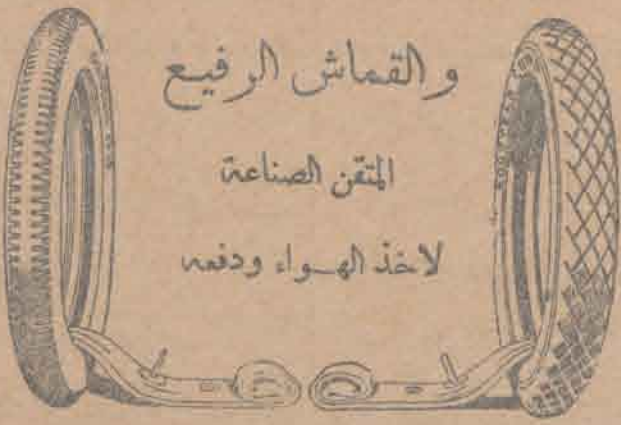 والقماش الرفيع
المتقن الصناعة
لاخذ الهواء ودفعه